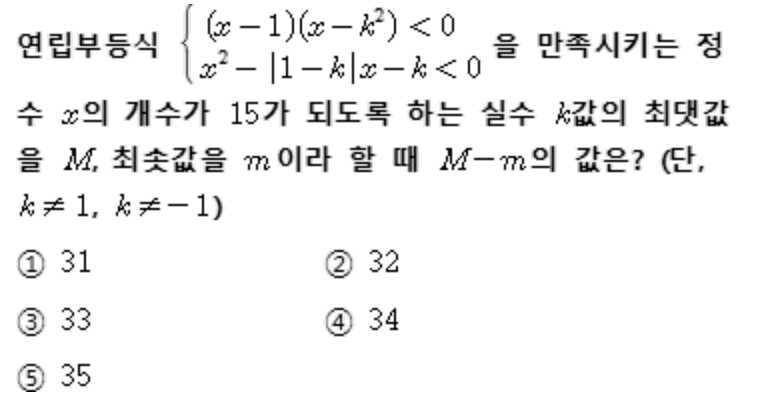 연립부등식 { (x-1)(x-k²)<0 을 만족시키는 정
x²-|1-k|x-k<0
수 x의 개수가 15가 되도록 하는 실수 k값의 최댓값
을 M, 최솟값을 m이라 할 때 M-m의 값은? (단,
k≠1, k≠-1)
① 31 ② 32
③ 33 ④ 34
⑤ 35